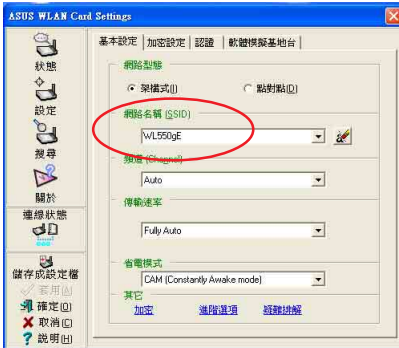 ASUS WLAN Card Settings
狀態
設定
搜尋
關於
連線狀態
儲存成設定檔
套用(A)
確定(O)
取消(C)
說明(H)
基本設定 加密設定 認證 軟體模擬基地台
網路型態
架構式(I) 點對點(D)
網路名稱 (SSID)
WL550gE
頻道 (Channel)
Auto
傳輸速率
Fully Auto
省電模式
CAM (Constantly Awake mode)
其它
加密 進階選項 疑難排解